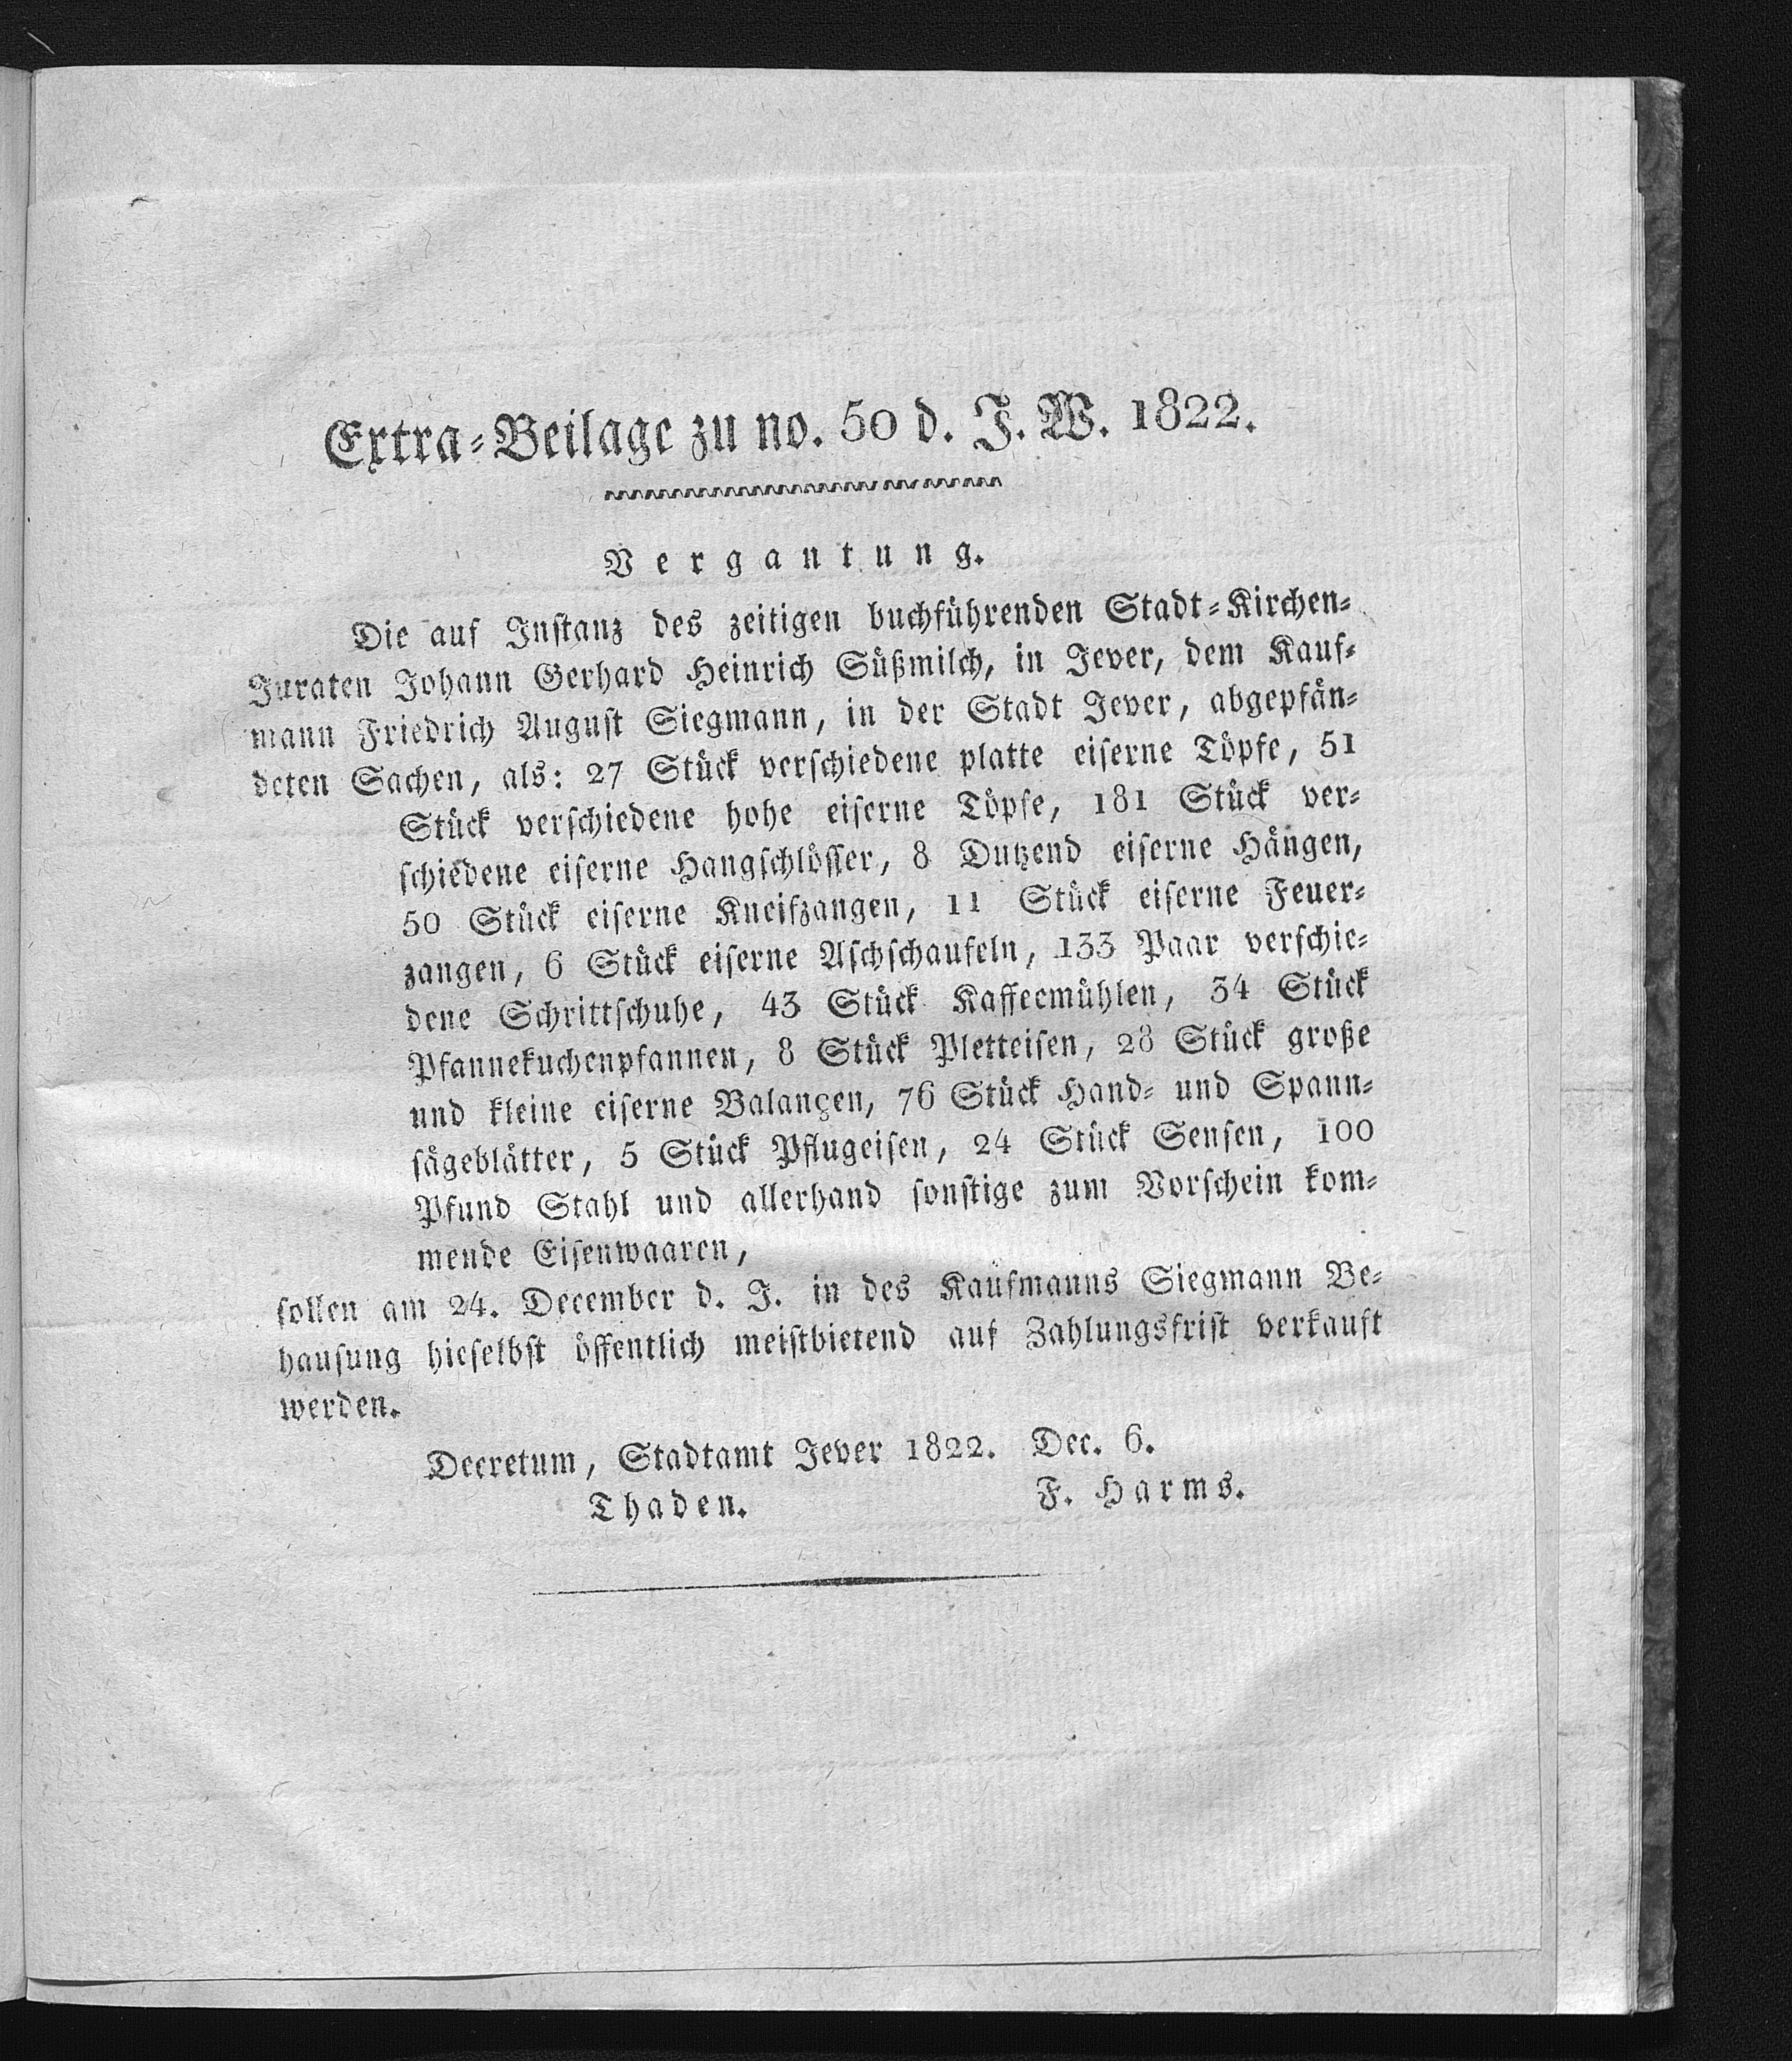 Extra-Beilage zu no. 50 d. J. W. 1822.
Vergantung.
Die auf Instanz des zeitigen buchführenden Stadt-Kirchen-
Juraten Johann Gerhard Heinrich Süßmilch, in Jever, dem Kauf-
mann Friedrich August Siegmann, in der Stadt Jever, abgepfän-
deten Sachen, als: 27 Stück verschiedene platte eiserne Töpfe, 51
Stück verschiedene hohe eiserne Töpfe, 181 Stück ver-
schiedene eiserne Hangschlösser, 8 Dutzend eiserne Hängen,
50 Stück eiserne Kneifzangen, 11 Stück eiserne Feuer-
zangen, 6 Stück eiserne Aschschaufeln, 133 Paar verschie-
dene Schrittschuhe, 43 Stück Kaffeemühlen, 34 Stück
Pfannekuchenpfannen, 8 Stück Pletteisen, 28 Stück große
und kleine eiserne Balançen, 76 Stück Hand- und Spann-
sägeblätter, 5 Stück Pflugeisen, 24 Stück Sensen, 100
Pfund Stahl und allerhand sonstige zum Vorschein kom-
mende Eisenwaaren,
sollen am 24. December d. J. in des Kaufmanns Siegmann Be-
hausung hieselbst öffentlich meistbietend auf Zahlungsfrist verkauft
werden.
Decretum, Stadtamt Jever 1822. Dec. 6.
Thaden. F. Harms.